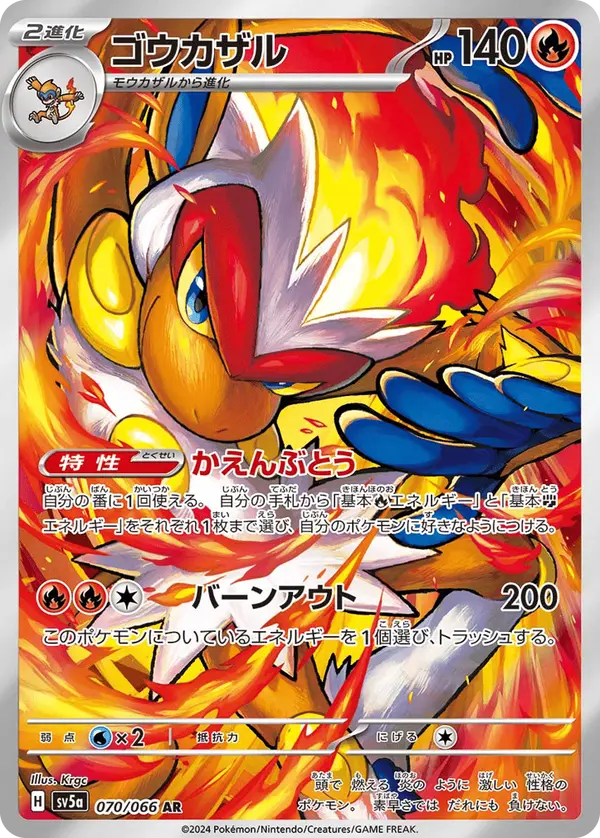 2進化
ゴウカザル
HP 140
モウカザルから進化
特性
とくせい
かえんぶとう
自分の番に1回使える。自分の手札から「基本エネルギー」と「基本
エネルギー」をそれぞれ1枚まで選び、自分のポケモンに好きなようにつける。
バーンアウト 200
このポケモンについているエネルギーを1個選び、トラッシュする。
弱点 ×2 抵抗力 にげる
Illus. Krgc
H sv5a 070/066 AR
頭で 燃える 炎の ように 激しい 性格の
ポケモン。 素早さでは だれにも 負けない。
©2024 Pokémon/Nintendo/Creatures/GAME FREAK.